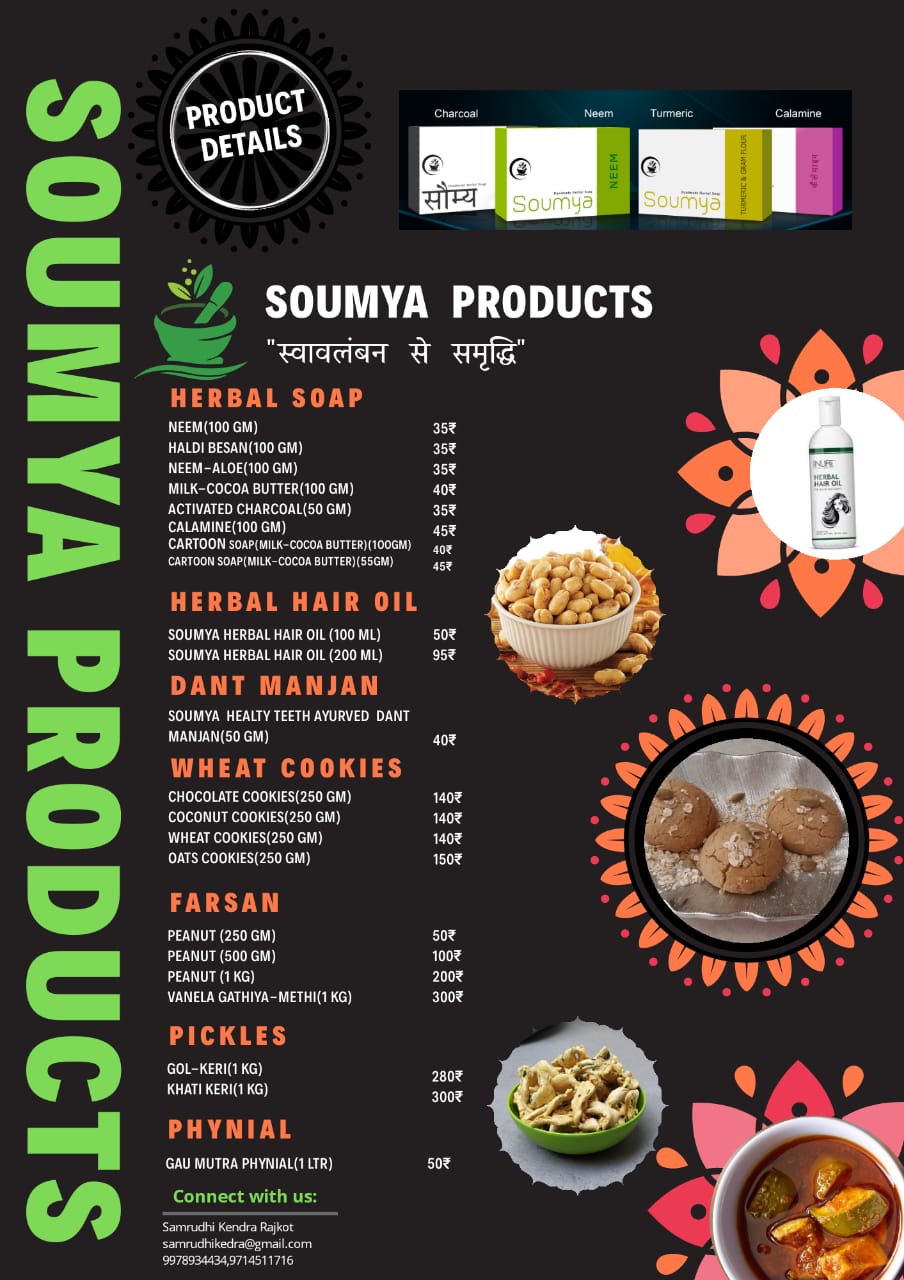 SOUMYA PRODUCTS
PRODUCT
DETAILS
Charcoal
Neem
Turmeric
Calamine
सौम्य
Handmade Herbal Soap
Soumya
NEEM
Handmade Herbal Soap
Soumya
TURMERIC & GRAM FLOUR
SOUMYA PRODUCTS
"स्वावलंबन से समृद्धि"
HERBAL SOAP
NEEM(100 GM) 35₹
HALDI BESAN(100 GM) 35₹
NEEM-ALOE(100 GM) 35₹
MILK-COCOA BUTTER(100 GM) 40₹
ACTIVATED CHARCOAL(50 GM) 35₹
CALAMINE(100 GM) 45₹
CARTOON SOAP(MILK-COCOA BUTTER)(100GM) 40₹
CARTOON SOAP(MILK-COCOA BUTTER)(55GM) 45₹
INLIFE
HERBAL
HAIR OIL
HERBAL HAIR OIL
SOUMYA HERBAL HAIR OIL (100 ML) 50₹
SOUMYA HERBAL HAIR OIL (200 ML) 95₹
DANT MANJAN
SOUMYA HEALTY TEETH AYURVED DANT
MANJAN(50 GM) 40₹
WHEAT COOKIES
CHOCOLATE COOKIES(250 GM) 140₹
COCONUT COOKIES(250 GM) 140₹
WHEAT COOKIES(250 GM) 140₹
OATS COOKIES(250 GM) 150₹
FARSAN
PEANUT (250 GM) 50₹
PEANUT (500 GM) 100₹
PEANUT (1 KG) 200₹
VANELA GATHIYA-METHI(1 KG) 300₹
PICKLES
GOL-KERI(1 KG) 280₹
KHATI KERI(1 KG) 300₹
PHYNIAL
GAU MUTRA PHYNIAL(1 LTR) 50₹
Connect with us:
Samrudhi Kendra Rajkot
samrudhikedra@gmail.com
9978934434,9714511716